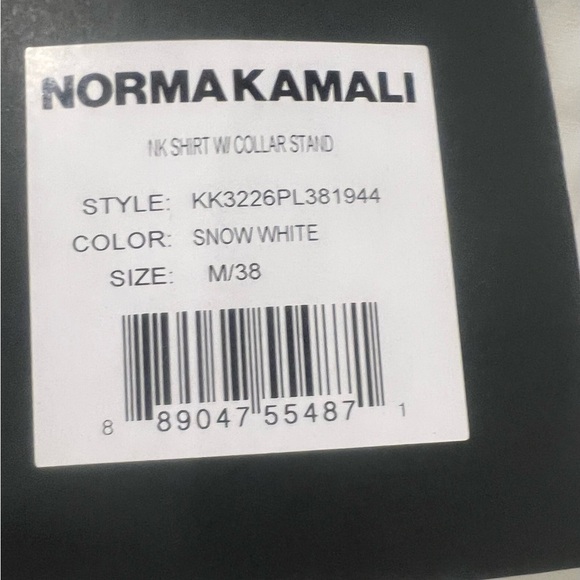 NORMA KAMALI
NK SHIRT W/ COLLAR STAND
STYLE: KK3226PL381944
COLOR: SNOW WHITE
SIZE: M/38
8 89047 55487 1